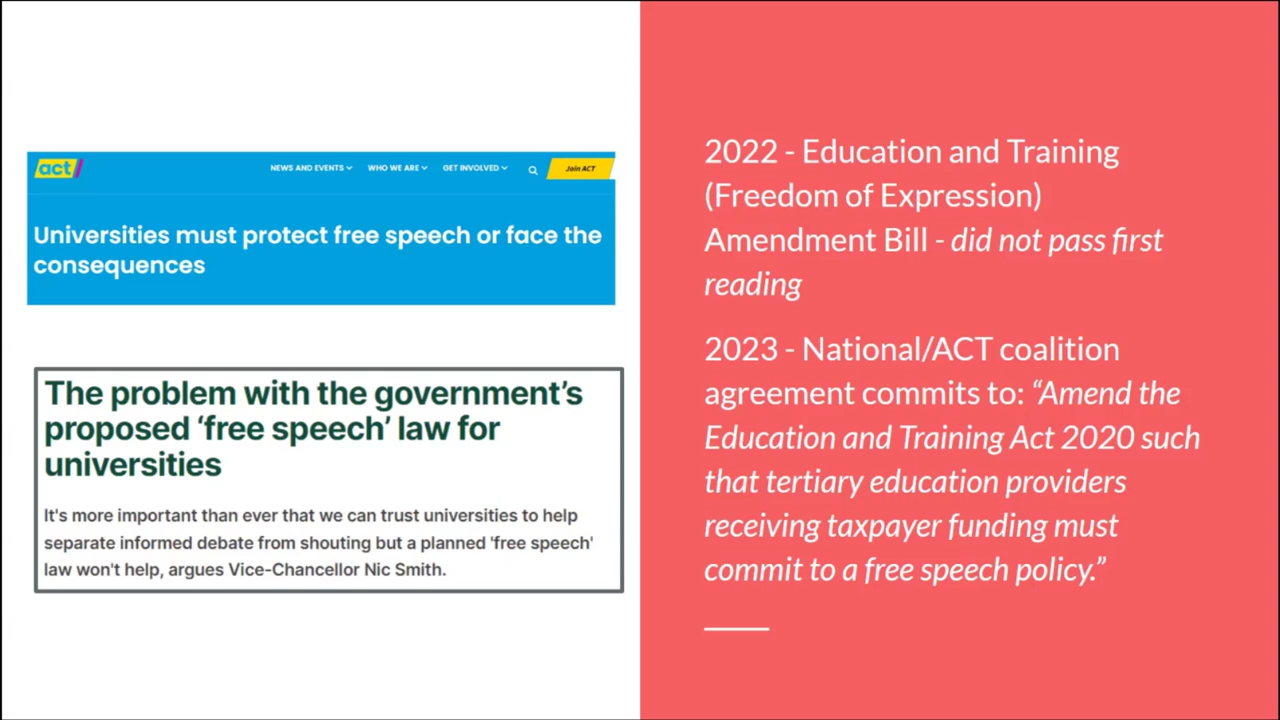 act
NEWS AND EVENTS
WHO WE ARE
GET INVOLVED
Join ACT
Universities must protect free speech or face the
consequences
The problem with the government’s
proposed ‘free speech’ law for
universities
It's more important than ever that we can trust universities to help
separate informed debate from shouting but a planned 'free speech'
law won't help, argues Vice-Chancellor Nic Smith.
2022 - Education and Training
(Freedom of Expression)
Amendment Bill - did not pass first
reading
2023 - National/ACT coalition
agreement commits to: “Amend the
Education and Training Act 2020 such
that tertiary education providers
receiving taxpayer funding must
commit to a free speech policy.”